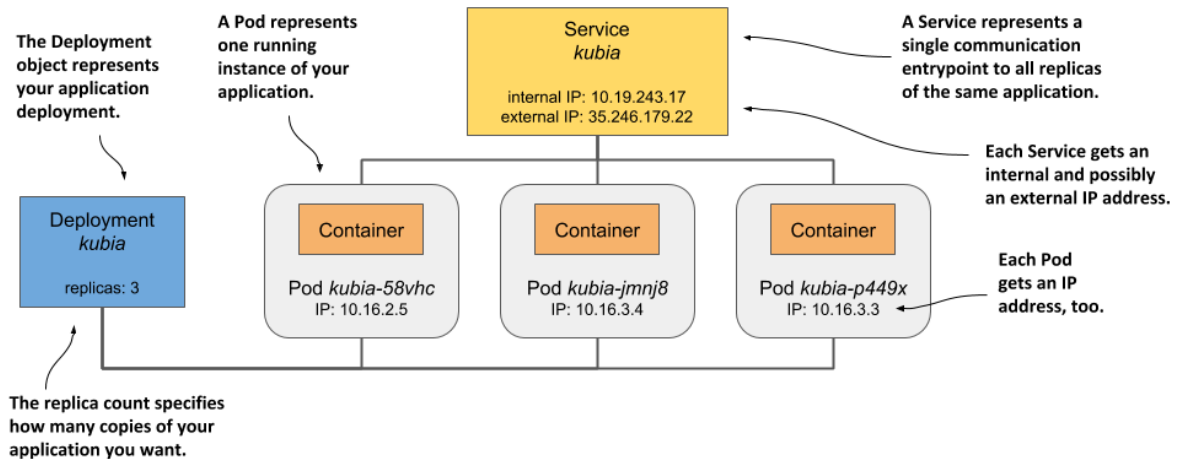 The Deployment
object represents
your application
deployment.
A Pod represents
one running
instance of your
application.
Service
kubia
internal IP: 10.19.243.17
external IP: 35.246.179.22
A Service represents a
single communication
entrypoint to all replicas
of the same application.
Each Service gets an
internal and possibly
an external IP address.
Deployment
kubia
replicas: 3
Container
Pod kubia-58vhc
IP: 10.16.2.5
Container
Pod kubia-jmnj8
IP: 10.16.3.4
Container
Pod kubia-p449x
IP: 10.16.3.3
Each Pod
gets an IP
address, too.
The replica count specifies
how many copies of your
application you want.